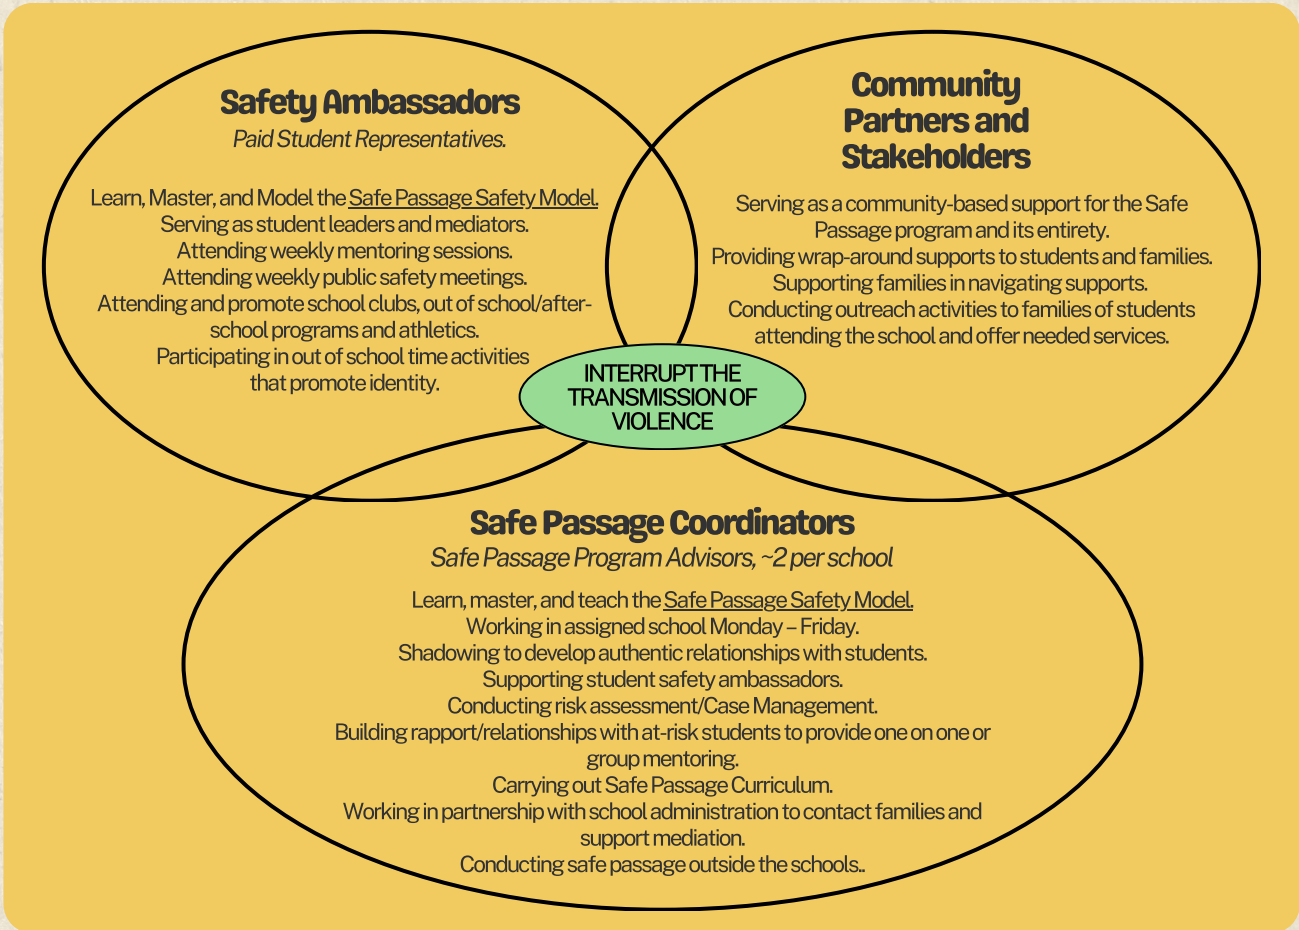 Safety Ambassadors
Paid Student Representatives.
Learn, Master, and Model the Safe Passage Safety Model.
Serving as student leaders and mediators.
Attending weekly mentoring sessions.
Attending weekly public safety meetings.
Attending and promote school clubs, out of school/after-
school programs and athletics.
Participating in out of school time activities
that promote identity.
Community
Partners and
Stakeholders
Serving as a community-based support for the Safe
Passage program and its entirety.
Providing wrap-around supports to students and families.
Supporting families in navigating supports.
Conducting outreach activities to families of students
attending the school and offer needed services.
INTERRUPT THE
TRANSMISSION OF
VIOLENCE
Safe Passage Coordinators
Safe Passage Program Advisors, ~2 per school
Learn, master, and teach the Safe Passage Safety Model.
Working in assigned school Monday – Friday.
Shadowing to develop authentic relationships with students.
Supporting student safety ambassadors.
Conducting risk assessment/Case Management.
Building rapport/relationships with at-risk students to provide one on one or
group mentoring.
Carrying out Safe Passage Curriculum.
Working in partnership with school administration to contact families and
support mediation.
Conducting safe passage outside the schools..